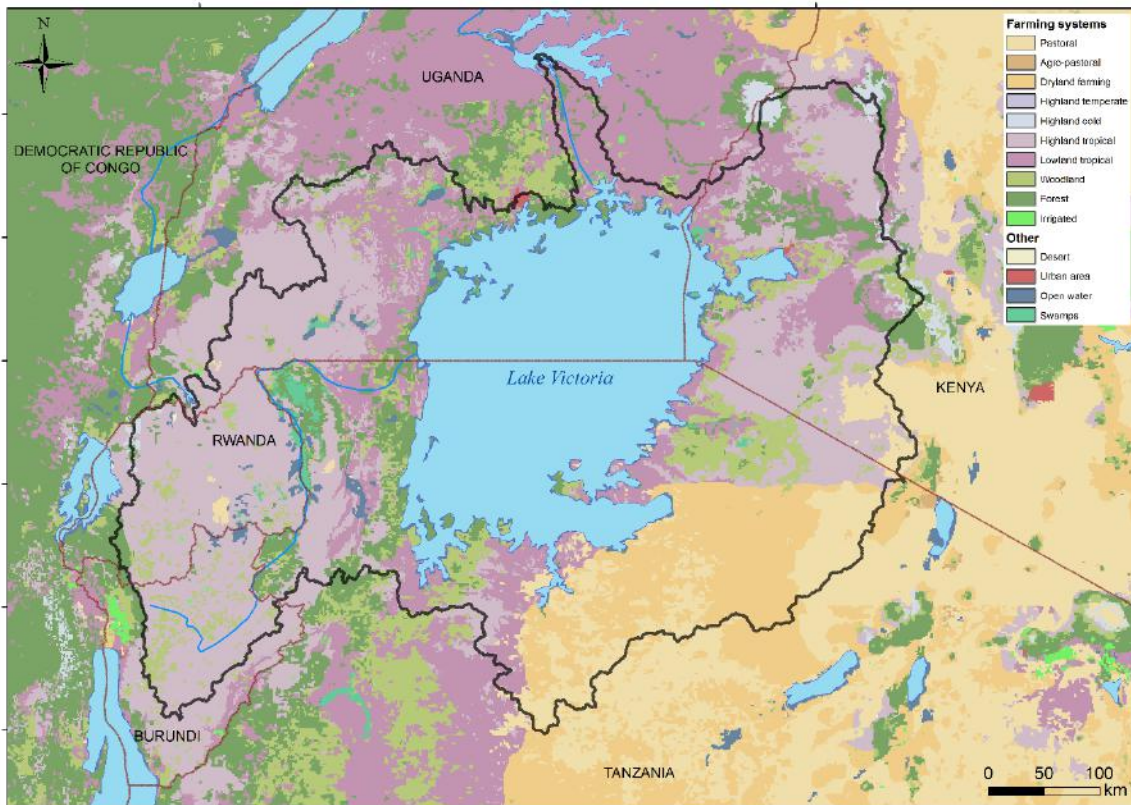 N
UGANDA
DEMOCRATIC REPUBLIC
OF CONGO
Lake Victoria
KENYA
RWANDA
BURUNDI
TANZANIA
Farming systems
Pastoral
Agro-pastoral
Dryland farming
Highland temperate
Highland cold
Highland tropical
Lowland tropical
Woodland
Forest
Irrigated
Other
Desert
Urban area
Open water
Swamps
0 50 100
km